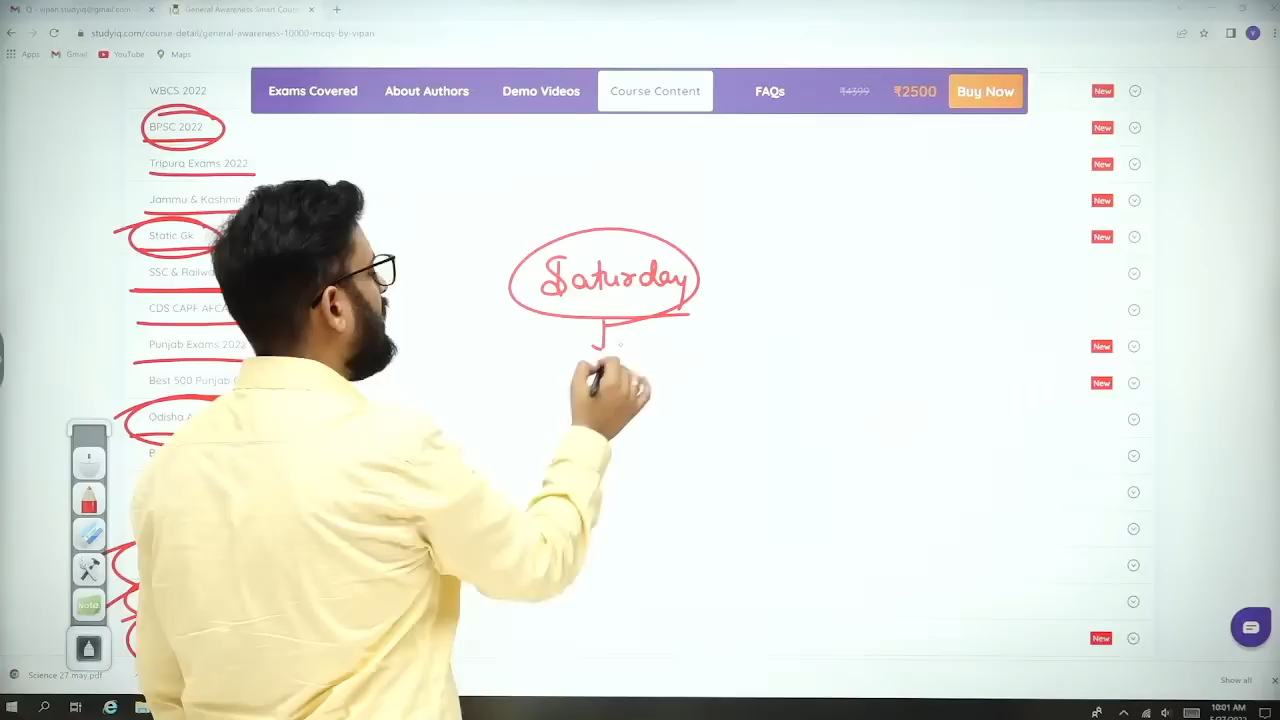 Q - vipan.studyiq@gmail.com
General Awareness Smart Cours
studyiq.com/course-detail/general-awareness-10000-mcqs-by-vipan
Apps Gmail YouTube Maps
Exams Covered About Authors Demo Videos Course Content FAQs ₹4399 ₹2500 Buy Now
WBCS 2022 New
BPSC 2022 New
Tripura Exams 2022 New
Jammu & Kashmir New
Static Gk New
Saturday
SSC & Railwa
CDS CAPF AFCA
Punjab Exams 2022 New
Best 500 Punjab New
Odisha
Note
New
Science 27 may.pdf
Show all
10:01 AM